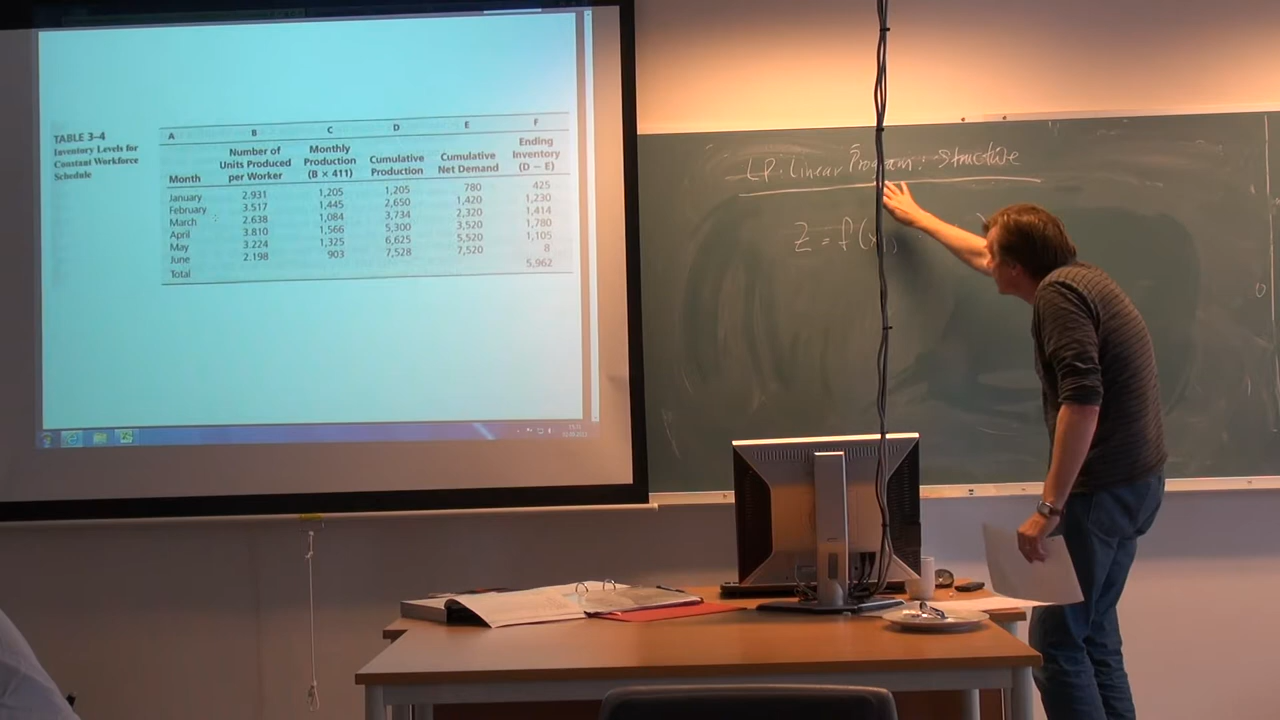 TABLE 3–4
Inventory Levels for
Constant Workforce
Schedule
A B C D E F
Month Number of Units Produced per Worker Monthly Production (B × 411) Cumulative Production Cumulative Net Demand Ending Inventory (D − E)
January 2.931 1,205 1,205 780 425
February 3.517 1,445 2,650 1,420 1,230
March 2.638 1,084 3,734 2,320 1,414
April 3.810 1,566 5,300 3,520 1,780
May 3.224 1,325 6,625 5,520 1,105
June 2.198 903 7,528 7,520 8
Total 5,962
LP: Linear Program: Structure
Z = f(x₁,
0